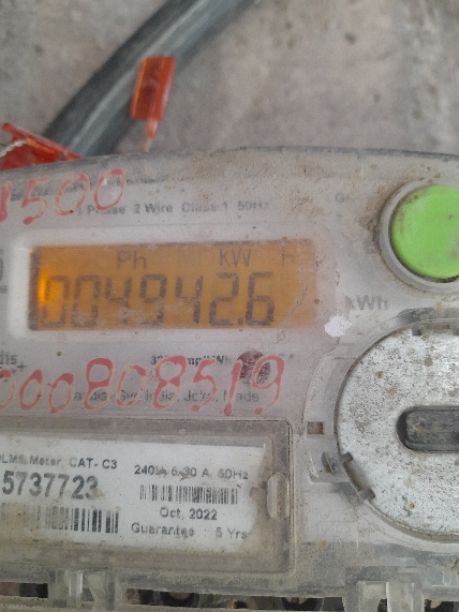 1500
Phase 2 Wire Class 1 50Hz
Ph M kW
004942.6
kWh
000808519
Made
DLMS Meter, CAT- C3
5737723
240V 5-30 A, 50Hz
Oct, 2022
Guarantee 5 Yrs